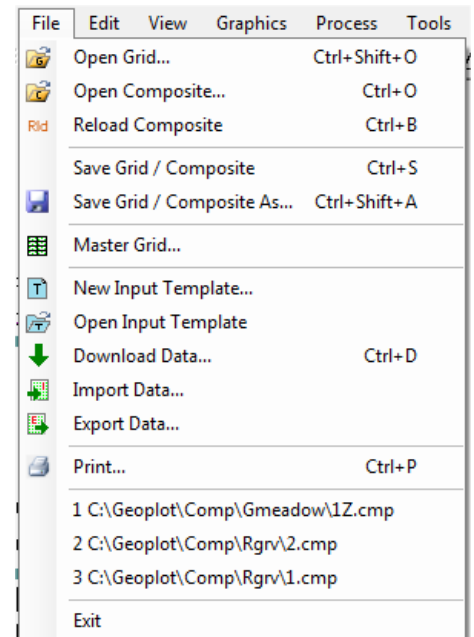 File Edit View Graphics Process Tools
Open Grid... Ctrl+Shift+O
Open Composite... Ctrl+O
Rld Reload Composite Ctrl+B
Save Grid / Composite Ctrl+S
Save Grid / Composite As... Ctrl+Shift+A
Master Grid...
New Input Template...
Open Input Template
Download Data... Ctrl+D
Import Data...
Export Data...
Print... Ctrl+P
1 C:\Geoplot\Comp\Gmeadow\1Z.cmp
2 C:\Geoplot\Comp\Rgrv\2.cmp
3 C:\Geoplot\Comp\Rgrv\1.cmp
Exit